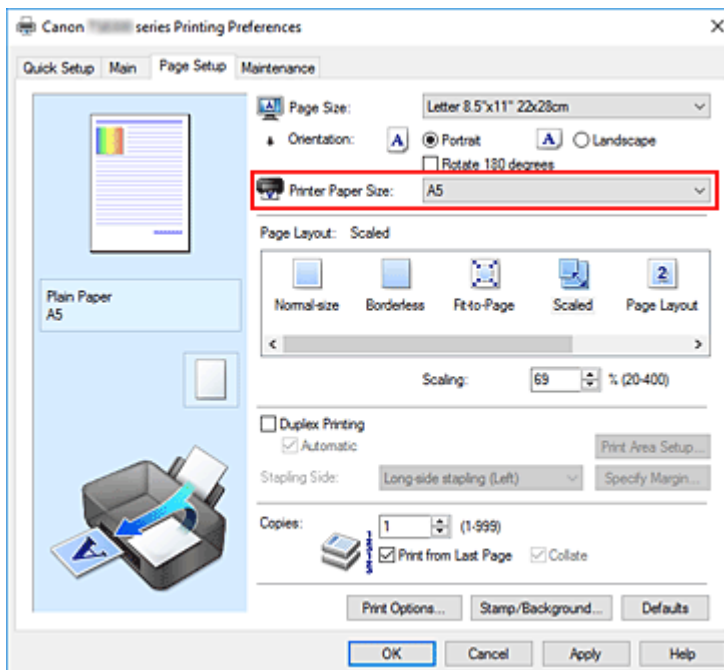 Canon series Printing Preferences
Quick Setup Main Page Setup Maintenance
Page Size: Letter 8.5"x11" 22x28cm
Orientation: A Portrait A Landscape
Rotate 180 degrees
Printer Paper Size: A5
Page Layout: Scaled
Normal-size Borderless Fit-to-Page Scaled 2 Page Layout
Plain Paper
A5
Scaling: 69 % (20-400)
Duplex Printing
Automatic Print Area Setup...
Stapling Side: Long-side stapling (Left) Specify Margin...
Copies: 1 (1-999)
Print from Last Page Collate
A
Print Options... Stamp/Background... Defaults
OK Cancel Apply Help